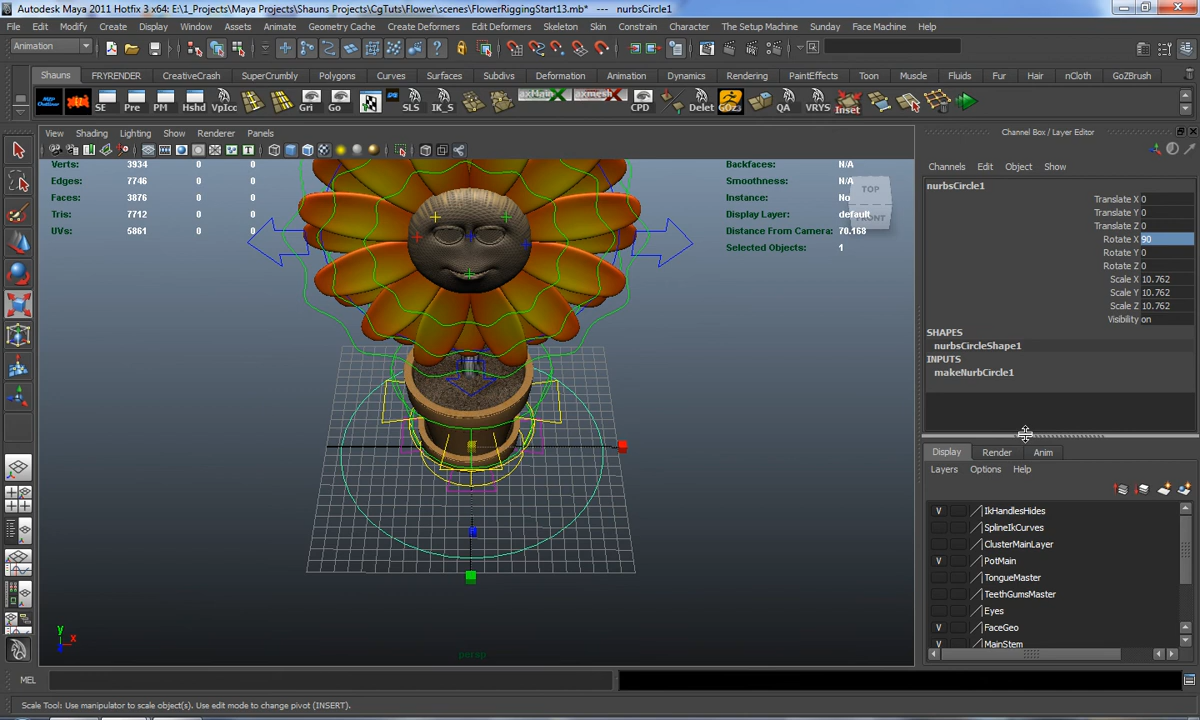 Autodesk Maya 2011 Hotfix 3 x64: E:\1_Projects\Maya Projects\Shauns Projects\CgTuts\Flower\scenes\FlowerRiggingStart13.mb* --- nurbsCircle1
File Edit Modify Create Display Window Assets Animate Geometry Cache Create Deformers Edit Deformers Skeleton Skin Constrain Character Muscle Sunday Face Machine Help
Animation
Shauns FRYRENDER CreativeCrash SuperCrumbly Polygons Curves Surfaces Subdivs Deformation Animation Dynamics Rendering PaintEffects Toon Muscle Fluids Fur Hair nCloth GoZBrush
SE Pre PM Hshd VpIcc Gri Go SLS IK_S axMain axmesh CPD Delet GOZ QA VRYS Inset
View Shading Lighting Show Renderer Panels
Verts: 3934 0 0
Edges: 7746 0 0
Faces: 3876 0 0
Tris: 7712 0 0
UVs: 5861 0 0
Backfaces: N/A
Smoothness: N/A
Instance: No
Display Layer: default
Distance From Camera: 70.168
Selected Objects: 1
TOP
FRONT
y
x
persp
Channel Box / Layer Editor
Channels Edit Object Show
nurbsCircle1
Translate X 0
Translate Y 0
Translate Z 0
Rotate X 90
Rotate Y 0
Rotate Z 0
Scale X 10.762
Scale Y 10.762
Scale Z 10.762
Visibility on
SHAPES
nurbsCircleShape1
INPUTS
makeNurbCircle1
Display Render Anim
Layers Options Help
V IkHandlesHides
SplineIkCurves
ClusterMainLayer
V PotMain
TongueMaster
TeethGumsMaster
Eyes
V FaceGeo
MainStem
MEL
Scale Tool: Use manipulator to scale object(s). Use edit mode to change pivot (INSERT).